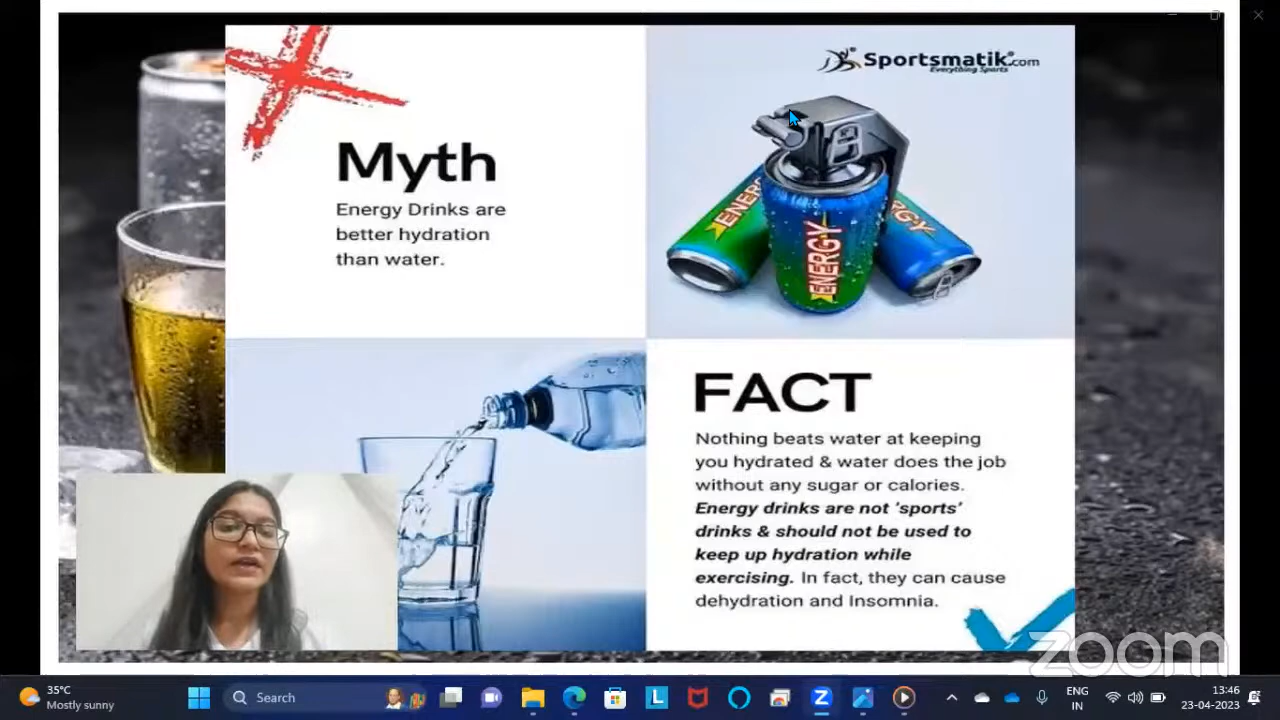 Sportsmatik.com
Everything Sports
Myth
Energy Drinks are
better hydration
than water.
ENERGY
ENERGY
RGY
FACT
Nothing beats water at keeping
you hydrated & water does the job
without any sugar or calories.
Energy drinks are not 'sports'
drinks & should not be used to
keep up hydration while
exercising. In fact, they can cause
dehydration and Insomnia.
zoom
35°C
Mostly sunny
Search
L
Z
ENG
IN
13:46
23-04-2023